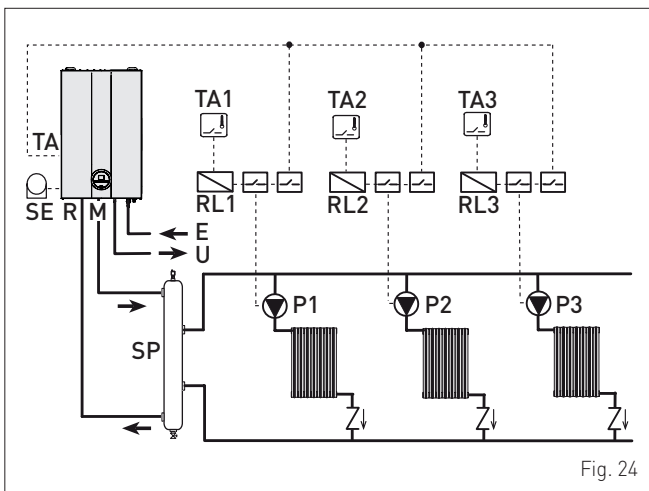 TA1 TA2 TA3
TA
RL1 RL2 RL3
SE R M
E
U
P1 P2 P3
SP
Fig. 24